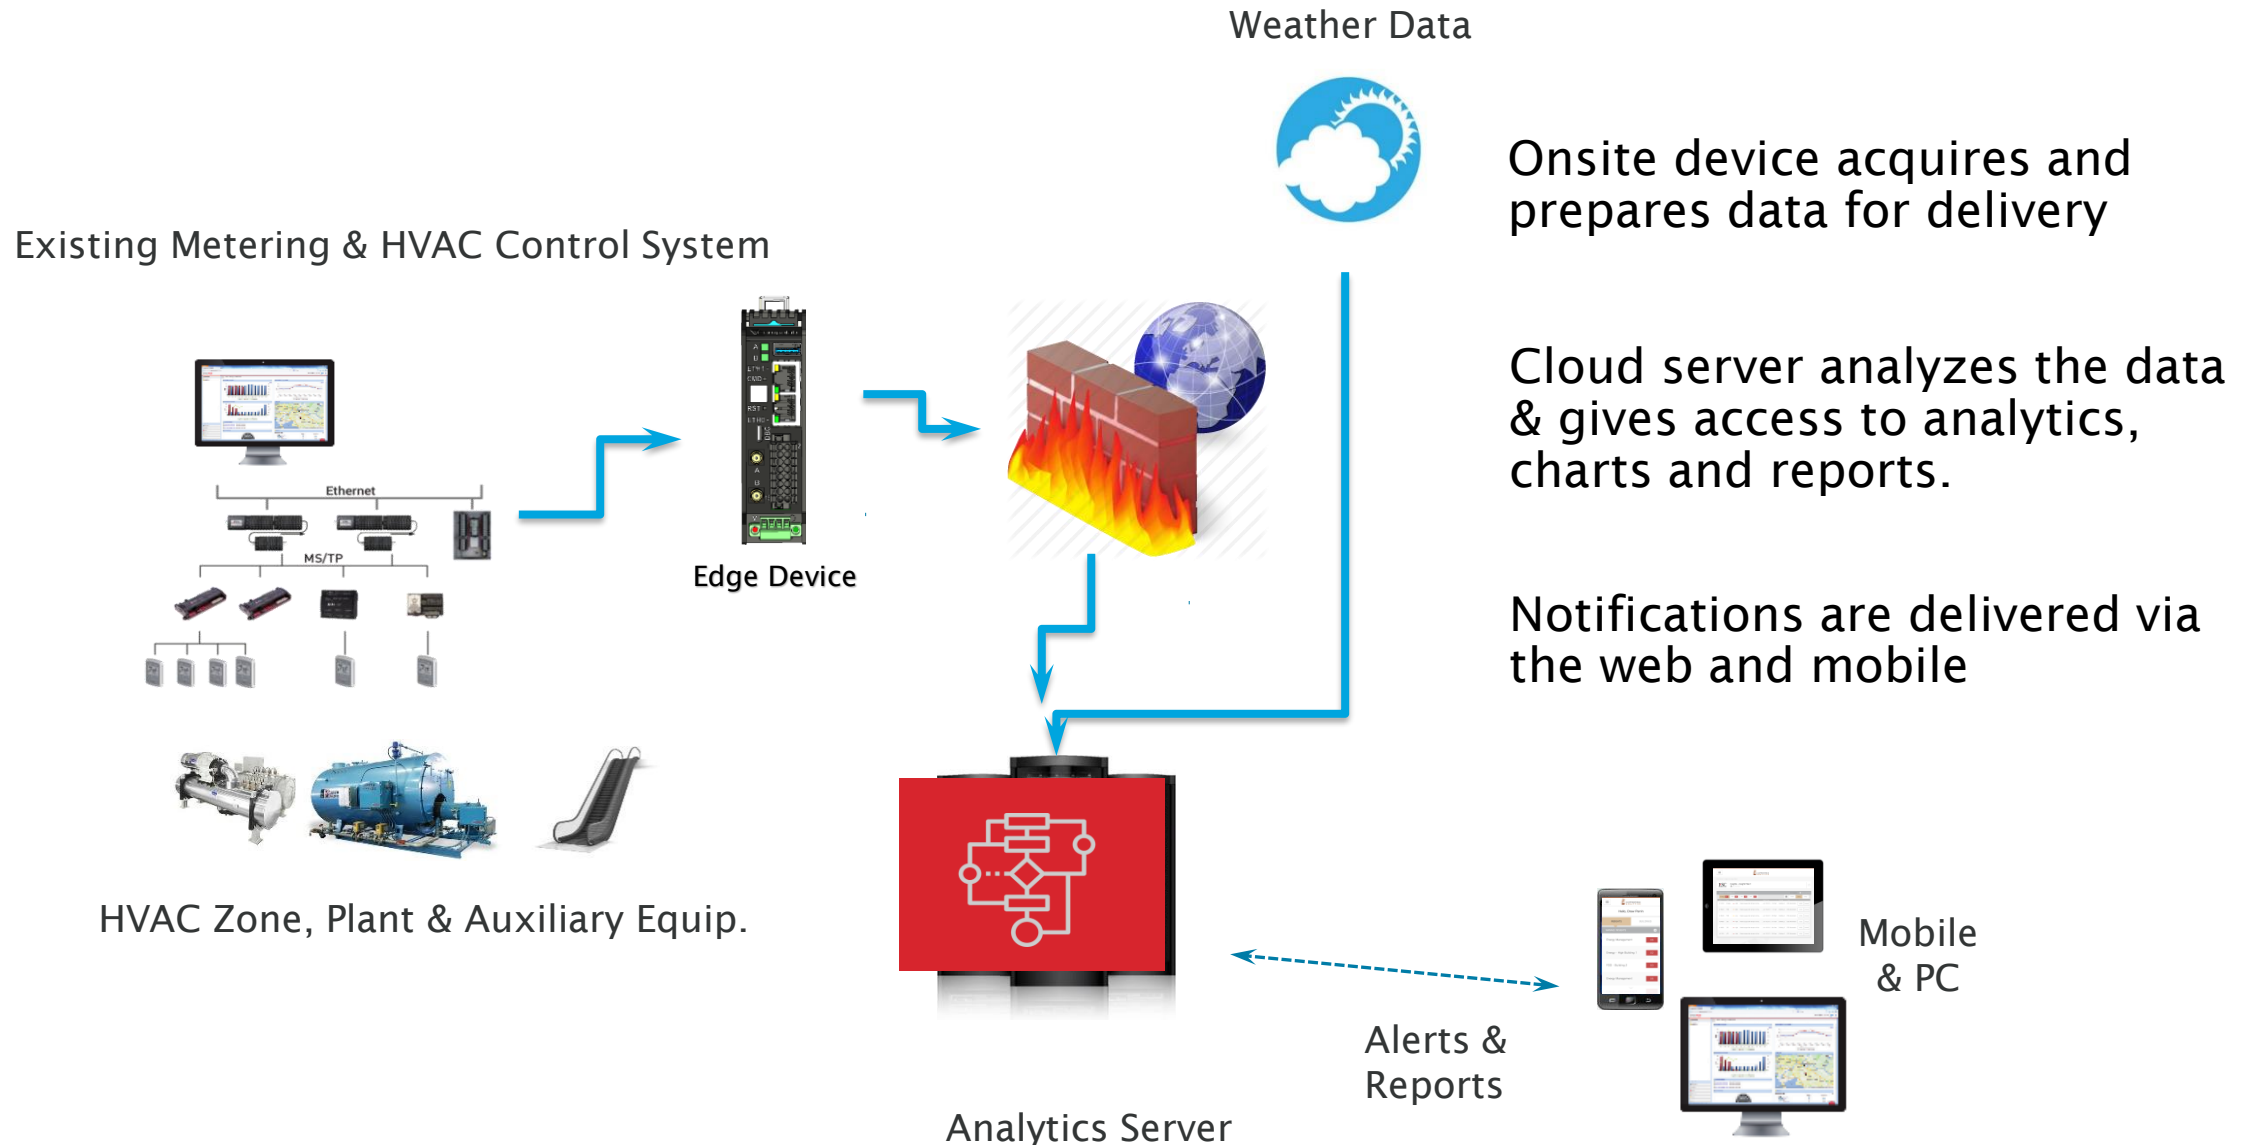 Weather Data
Onsite device acquires and
prepares data for delivery
Existing Metering & HVAC Control System
Cloud server analyzes the data
& gives access to analytics,
charts and reports.
Ethernet
MS/TP
A
B
CMD
RST
A
B
Edge Device
Notifications are delivered via
the web and mobile
HVAC Zone, Plant & Auxiliary Equip.
Mobile
& PC
Alerts &
Reports
Analytics Server